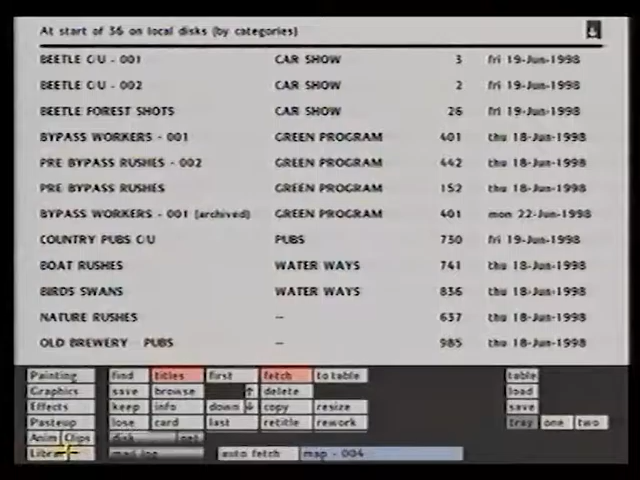 At start of 36 on local disks (by categories)
BEETLE C/U - 001 CAR SHOW 3 fri 19-Jun-1998
BEETLE C/U - 002 CAR SHOW 2 fri 19-Jun-1998
BEETLE FOREST SHOTS CAR SHOW 26 fri 19-Jun-1998
BYPASS WORKERS - 001 GREEN PROGRAM 401 thu 18-Jun-1998
PRE BYPASS RUSHES - 002 GREEN PROGRAM 442 thu 18-Jun-1998
PRE BYPASS RUSHES GREEN PROGRAM 152 thu 18-Jun-1998
BYPASS WORKERS - 001 (archived) GREEN PROGRAM 401 mon 22-Jun-1998
COUNTRY PUBS C/U PUBS 730 fri 19-Jun-1998
BOAT RUSHES WATER WAYS 741 thu 18-Jun-1998
BIRDS SWANS WATER WAYS 836 thu 18-Jun-1998
NATURE RUSHES -- 637 thu 18-Jun-1998
OLD BREWERY PUBS -- 985 thu 18-Jun-1998
Painting find titles first fetch to table table
Graphics save browse delete load
Effects keep info down copy resize save
Pasteup lose card last retitle rework tray one two
Anim Clips disk net
mail log auto fetch map - 004